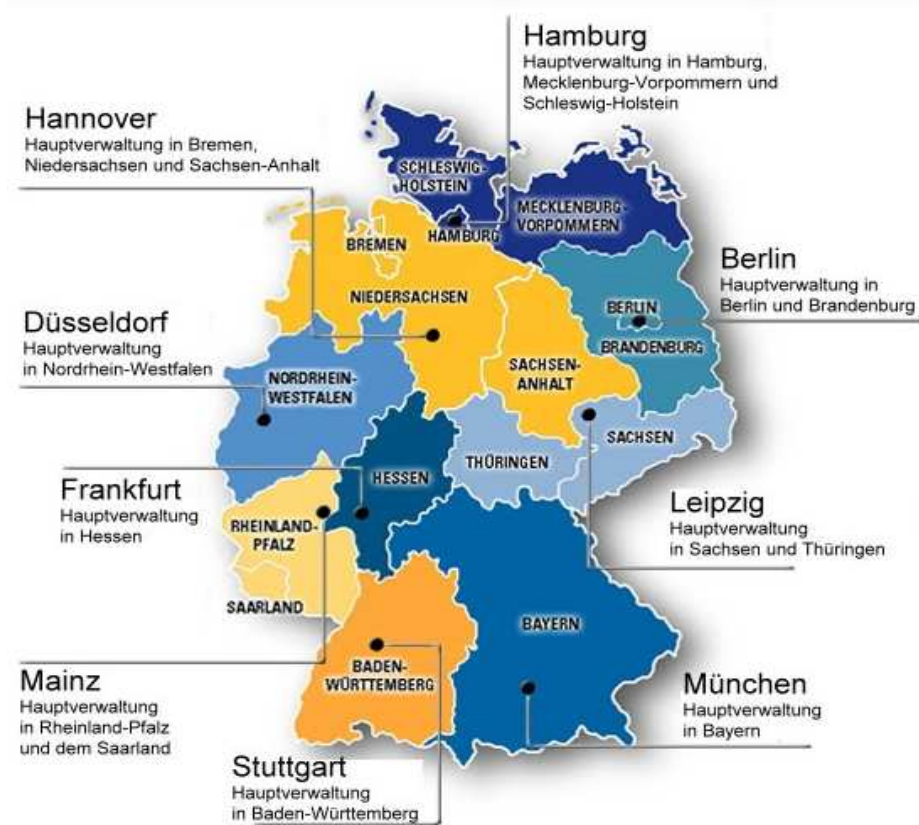 Hamburg
Hauptverwaltung in Hamburg,
Mecklenburg-Vorpommern und
Schleswig-Holstein
Hannover
Hauptverwaltung in Bremen,
Niedersachsen und Sachsen-Anhalt
SCHLESWIG-
HOLSTEIN
MECKLENBURG-
VORPOMMERN
HAMBURG
BREMEN
NIEDERSACHSEN
Berlin
Hauptverwaltung in
Berlin und Brandenburg
BERLIN
BRANDENBURG
Düsseldorf
Hauptverwaltung
in Nordrhein-Westfalen
NORDRHEIN-
WESTFALEN
SACHSEN-
ANHALT
SACHSEN
THÜRINGEN
HESSEN
Frankfurt
Hauptverwaltung
in Hessen
Leipzig
Hauptverwaltung
in Sachsen und Thüringen
RHEINLAND-
PFALZ
SAARLAND
BAYERN
BADEN-
WÜRTTEMBERG
Mainz
Hauptverwaltung
in Rheinland-Pfalz
und dem Saarland
München
Hauptverwaltung
in Bayern
Stuttgart
Hauptverwaltung
in Baden-Württemberg